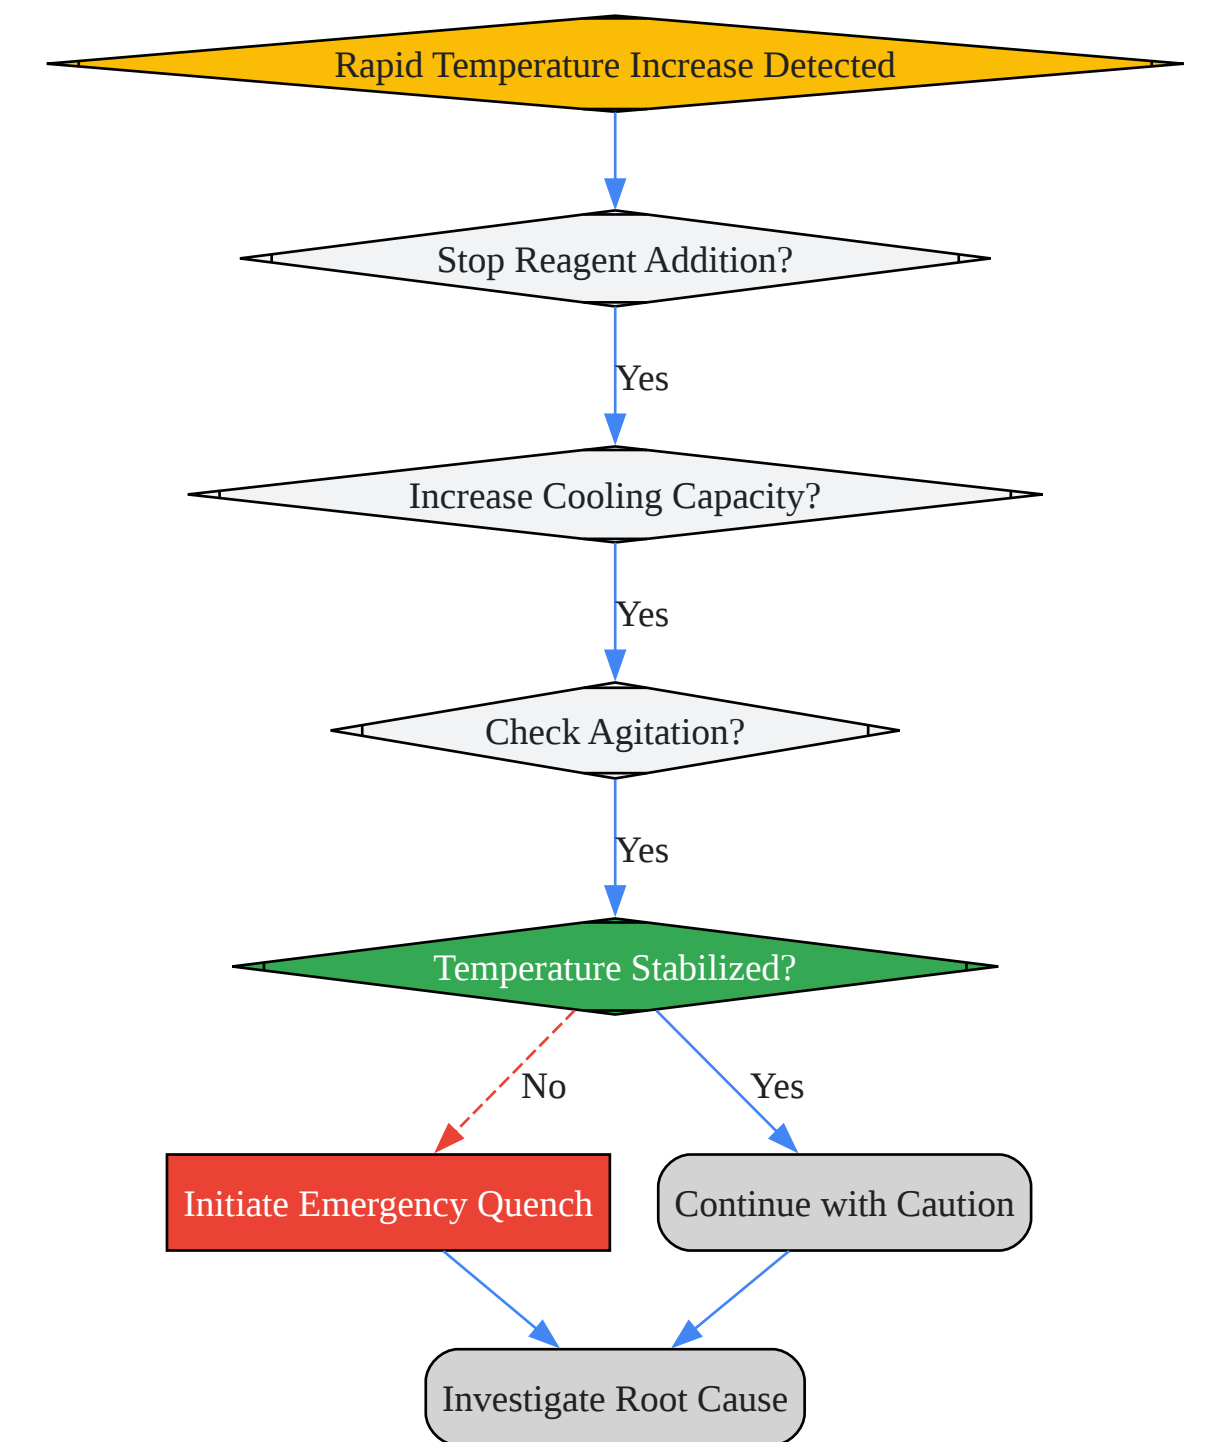 Rapid Temperature Increase Detected
Stop Reagent Addition?
Yes
Increase Cooling Capacity?
Yes
Check Agitation?
Yes
Temperature Stabilized?
No
Yes
Initiate Emergency Quench
Continue with Caution
Investigate Root Cause